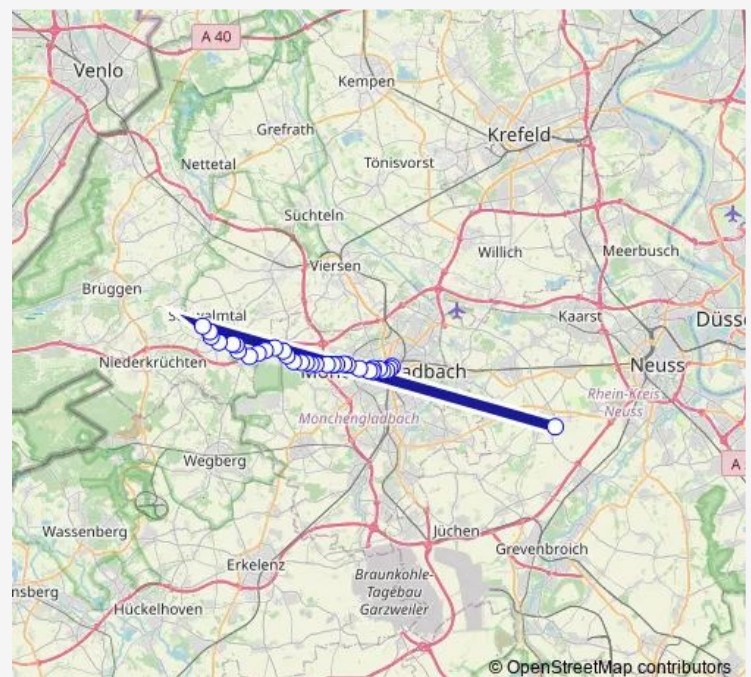 A 40
Venlo
Kempen
Krefeld
Grefrath
Nettetal
Tönisvorst
Süchteln
Willich
Meerbusch
Viersen
Brüggen
Kaarst
Düsse
Niederkrüchten
adbach
Neuss
Rhein-Kreis
Neuss
Mönchengladbach
Wegberg
A
Wassenberg
Jüchen
Grevenbroich
Erkelenz
Braunkohle-
Tagebau
Garzweiler
nsberg
Hückelhoven
© OpenStreetMap contributors